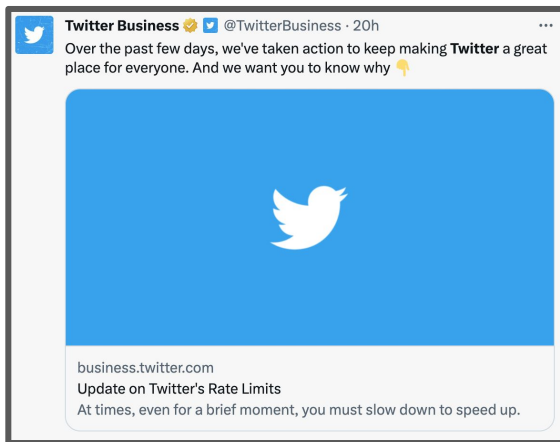 Twitter Business @TwitterBusiness · 20h
Over the past few days, we've taken action to keep making Twitter a great
place for everyone. And we want you to know why 👇
business.twitter.com
Update on Twitter's Rate Limits
At times, even for a brief moment, you must slow down to speed up.